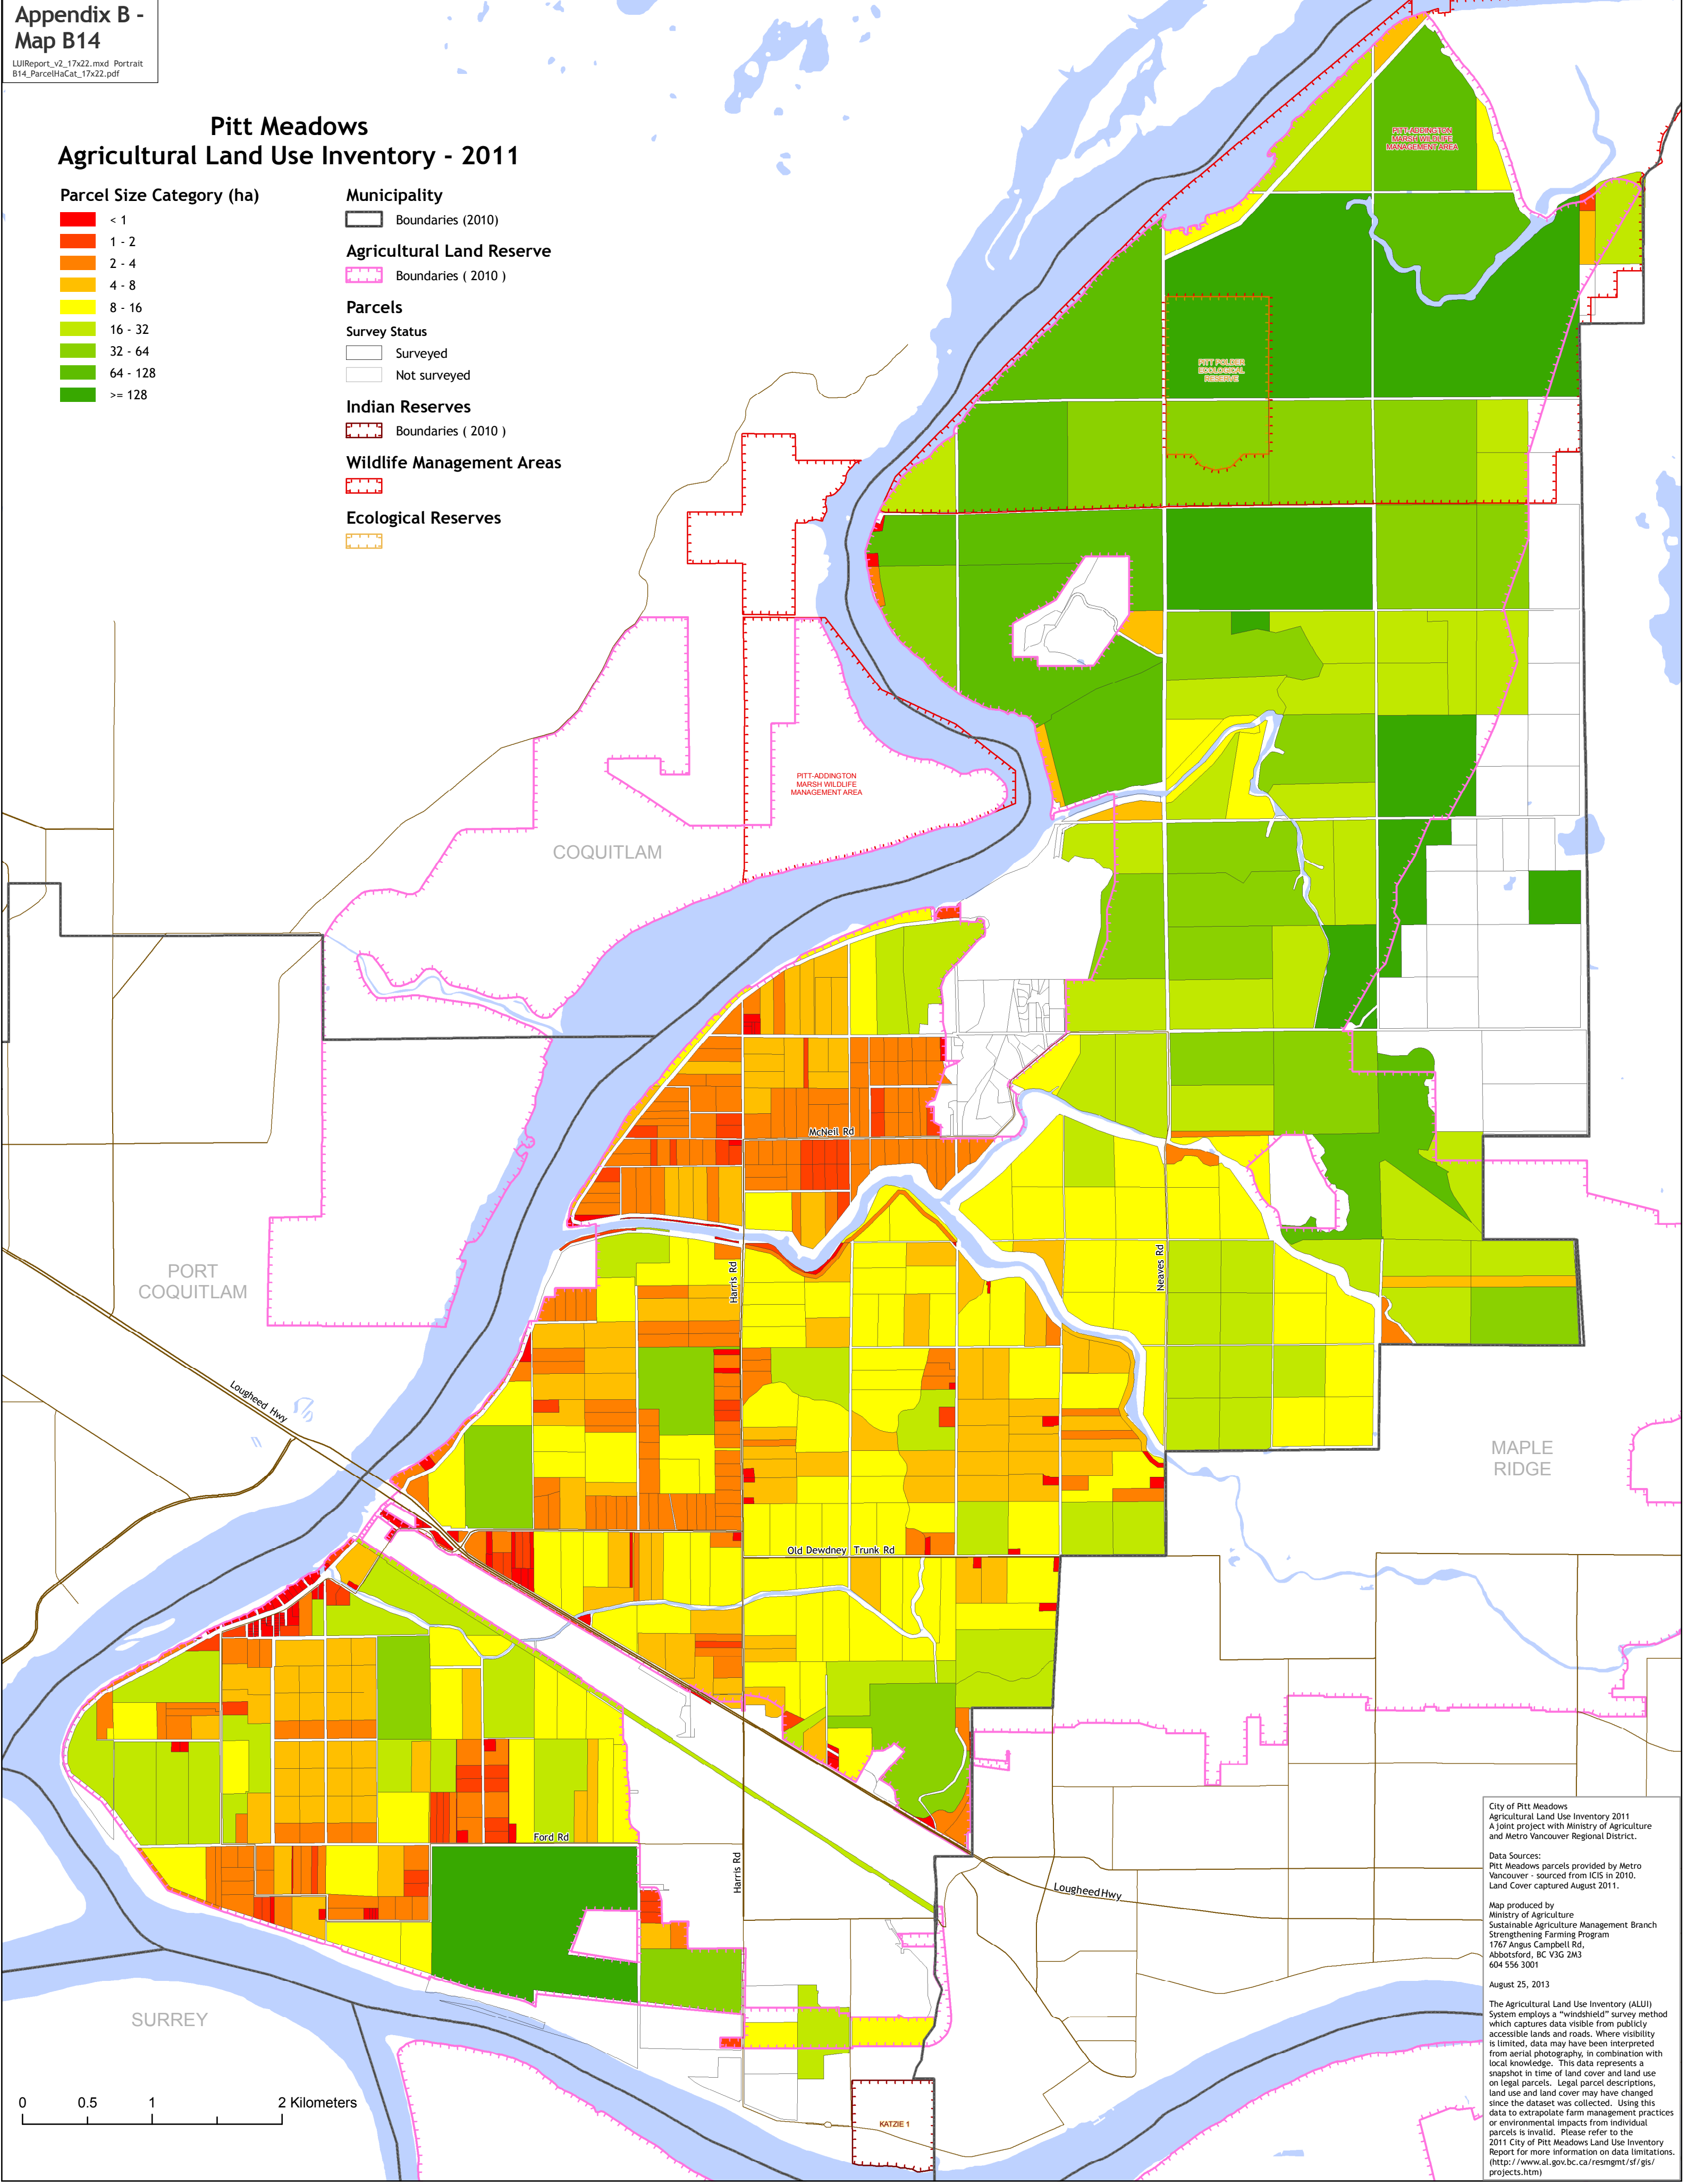 Appendix B -
Map B14
LUIReport_v2_17x22.mxd Portrait
B14_ParcelHaCat_17x22.pdf
Pitt Meadows
Agricultural Land Use Inventory - 2011
Parcel Size Category (ha)
< 1
1 - 2
2 - 4
4 - 8
8 - 16
16 - 32
32 - 64
64 - 128
>= 128
Municipality
Boundaries (2010)
Agricultural Land Reserve
Boundaries ( 2010 )
Parcels
Survey Status
Surveyed
Not surveyed
Indian Reserves
Boundaries ( 2010 )
Wildlife Management Areas
Ecological Reserves
PITT-ADDINGTON
MARSH WILDLIFE
MANAGEMENT AREA
PITT POLDER
ECOLOGICAL
RESERVE
PITT-ADDINGTON
MARSH WILDLIFE
MANAGEMENT AREA
COQUITLAM
McNeil Rd
PORT
COQUITLAM
Harris Rd
Neaves Rd
Lougheed Hwy
MAPLE
RIDGE
Old Dewdney Trunk Rd
Ford Rd
Harris Rd
Lougheed Hwy
SURREY
KATZIE 1
0 0.5 1 2 Kilometers
City of Pitt Meadows
Agricultural Land Use Inventory 2011
A joint project with Ministry of Agriculture
and Metro Vancouver Regional District.
Data Sources:
Pitt Meadows parcels provided by Metro
Vancouver - sourced from ICIS in 2010.
Land Cover captured August 2011.
Map produced by
Ministry of Agriculture
Sustainable Agriculture Management Branch
Strengthening Farming Program
1767 Angus Campbell Rd,
Abbotsford, BC V3G 2M3
604 556 3001
August 25, 2013
The Agricultural Land Use Inventory (ALUI)
System employs a “windshield” survey method
which captures data visible from publicly
accessible lands and roads. Where visibility
is limited, data may have been interpreted
from aerial photography, in combination with
local knowledge. This data represents a
snapshot in time of land cover and land use
on legal parcels. Legal parcel descriptions,
land use and land cover may have changed
since the dataset was collected. Using this
data to extrapolate farm management practices
or environmental impacts from individual
parcels is invalid. Please refer to the
2011 City of Pitt Meadows Land Use Inventory
Report for more information on data limitations.
(http://www.al.gov.bc.ca/resmgmt/sf/gis/
projects.htm)